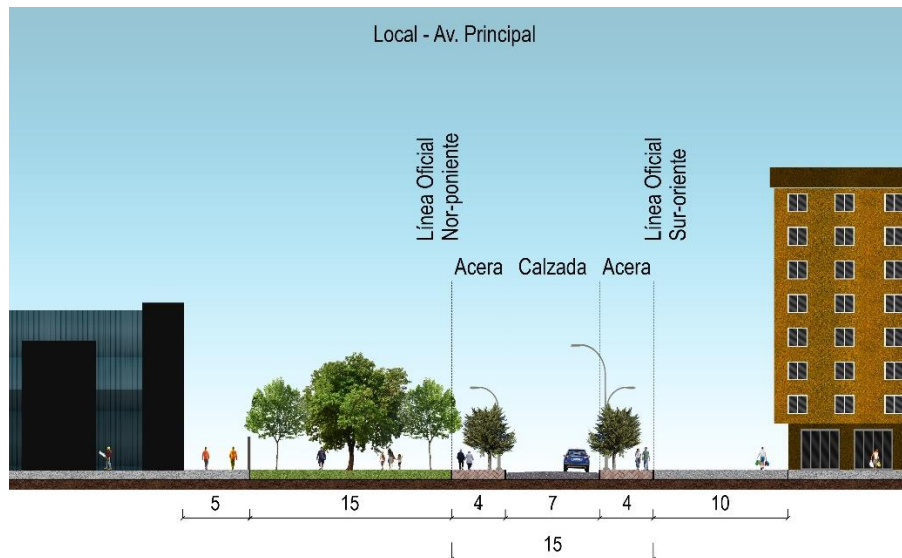 Local - Av. Principal
Línea Oficial
Nor-poniente
Línea Oficial
Sur-oriente
Acera
Calzada
Acera
5
15
4
7
4
10
15